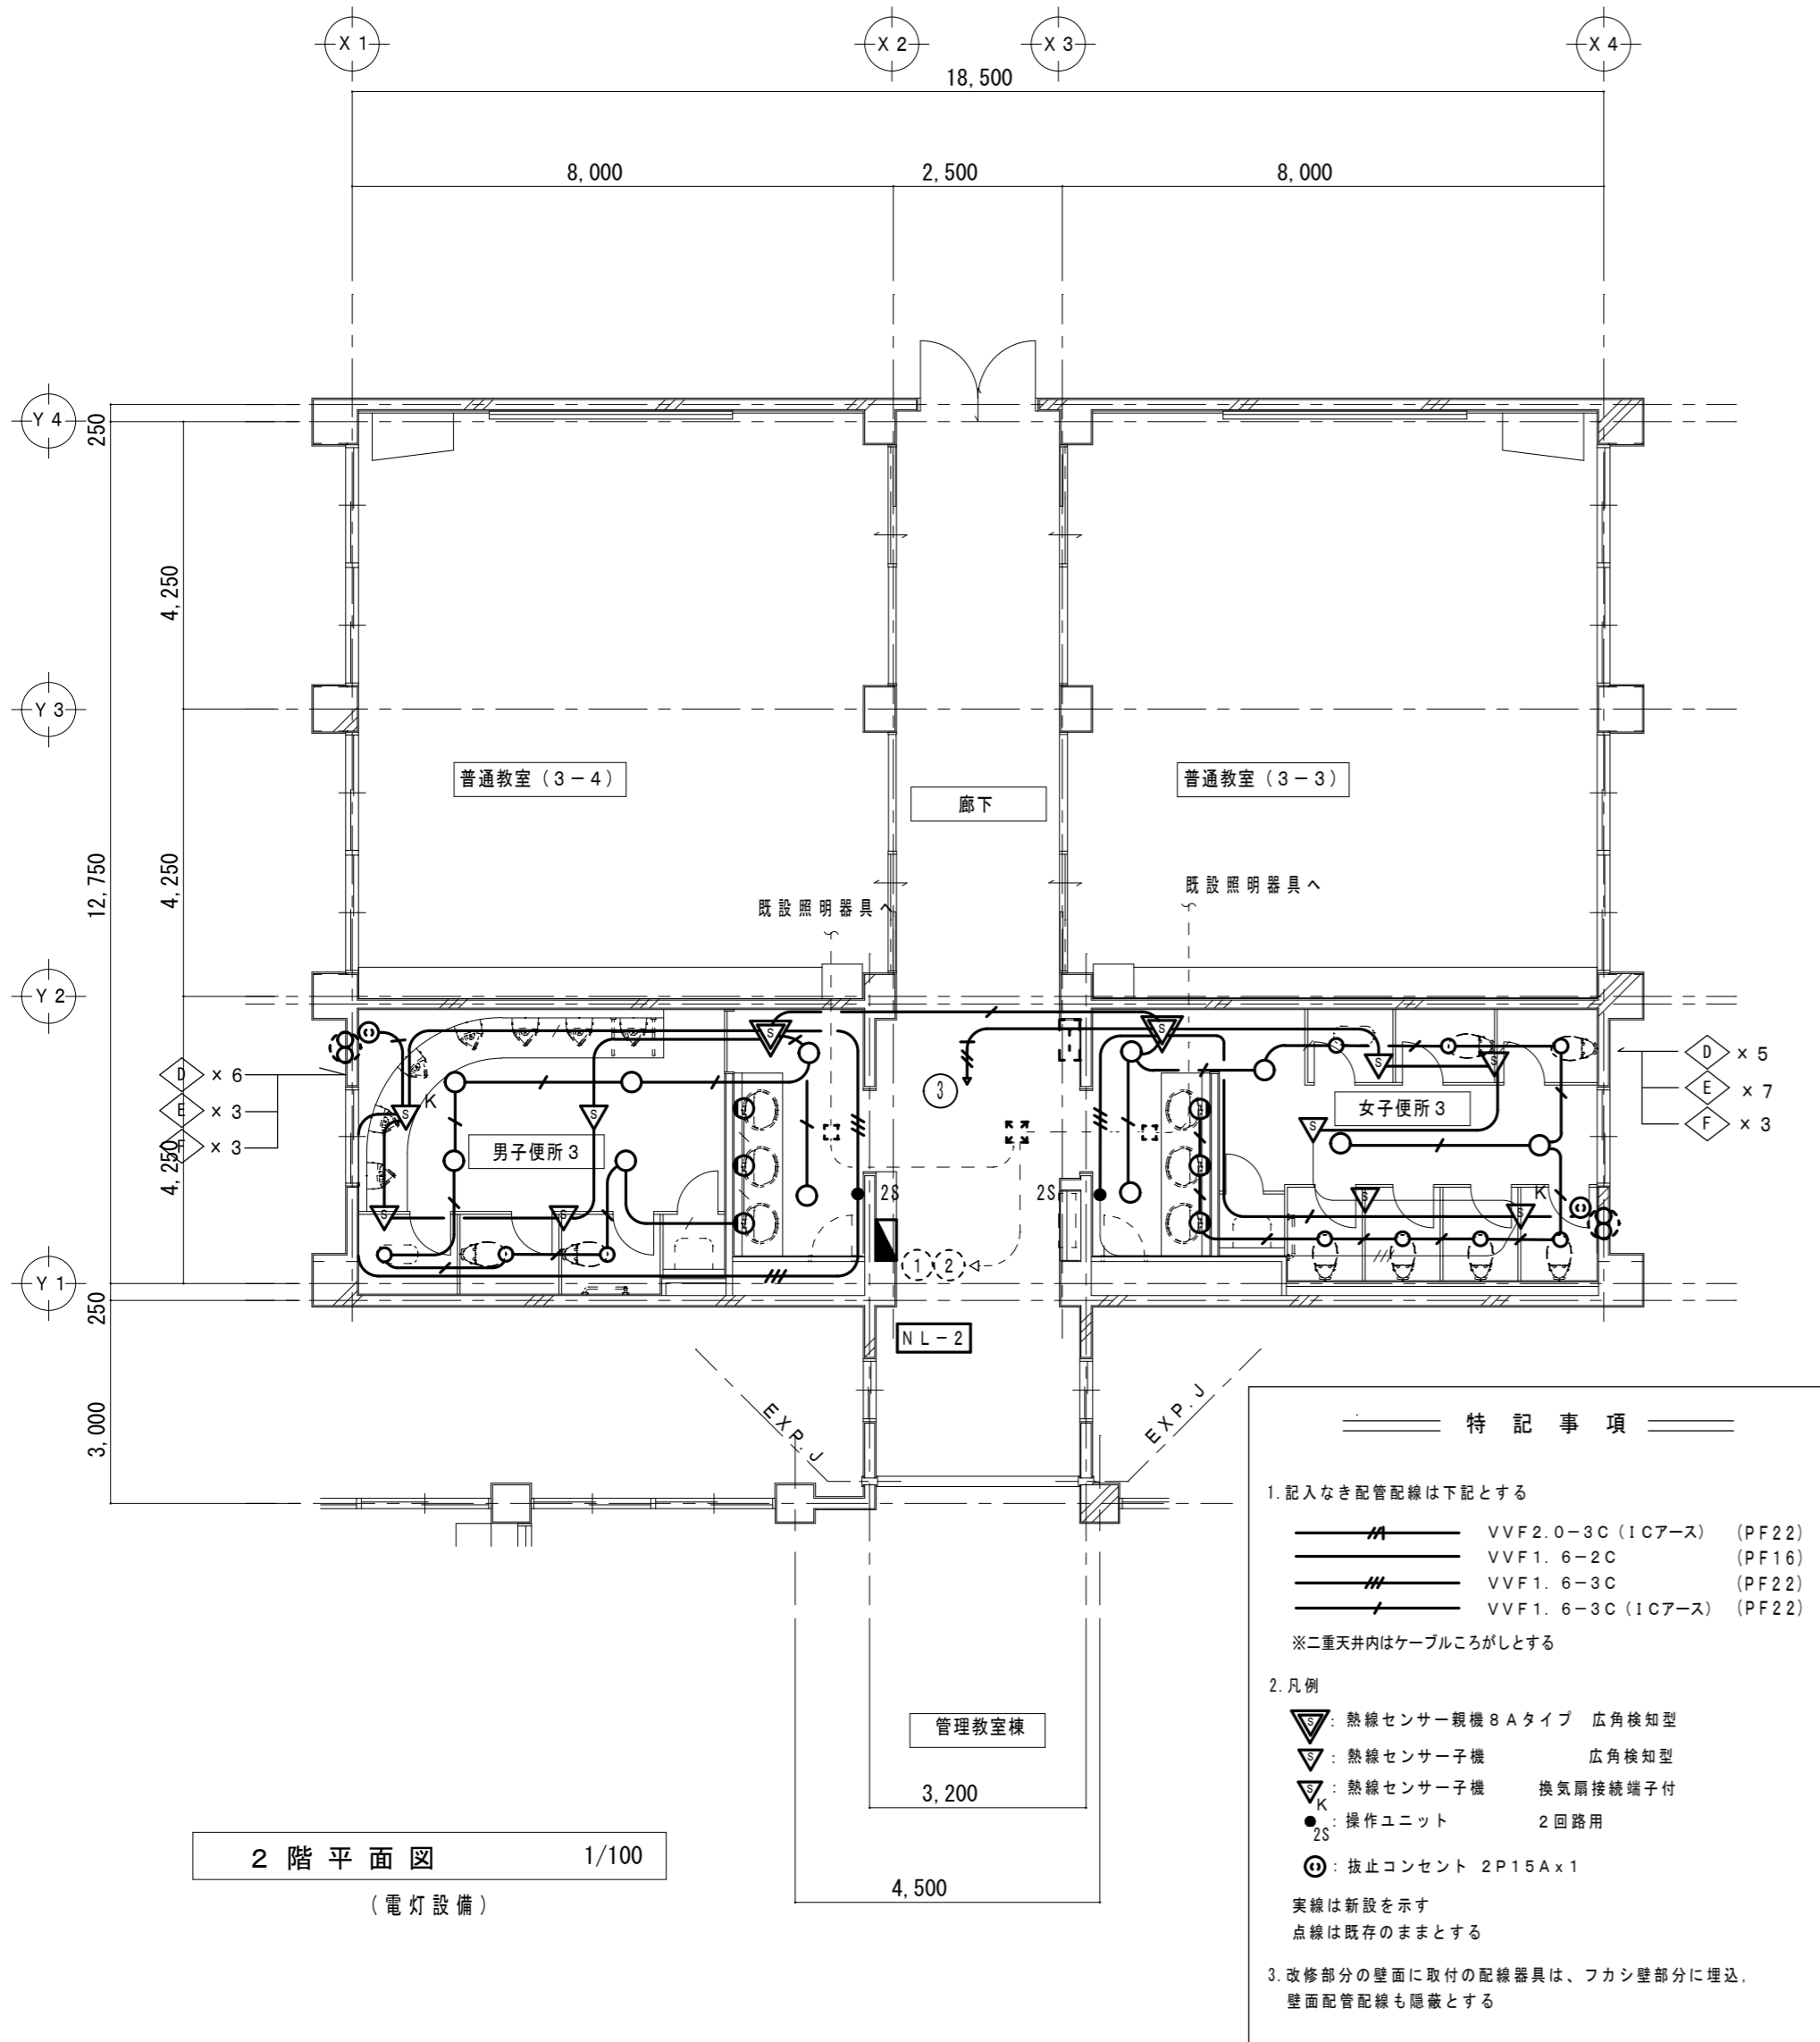 X1
X2
X3
X4
18,500
8,000
2,500
8,000
Y4
250
4,250
Y3
普通教室（3－4）
普通教室（3－3）
廊下
12,750
4,250
既設照明器具へ
既設照明器具へ
Y2
S
S
D × 6
E × 3
F × 3
D × 5
E × 7
F × 3
S
K
S
S
S
S
3
男子便所3
女子便所3
4,250
2S
2S
S
S
S
K
S
1
2
Y1
250
NL－2
3,000
EXP.J
EXP.J
管理教室棟
3,200
4,500
2階平面図 1/100
（電灯設備）
特記事項
1.記入なき配管配線は下記とする
VVF2.0－3C（ICアース） (PF22)
VVF1.6－2C (PF16)
VVF1.6－3C (PF22)
VVF1.6－3C（ICアース） (PF22)
※二重天井内はケーブルころがしとする
2.凡例
S : 熱線センサー親機8Aタイプ 広角検知型
S : 熱線センサー子機 広角検知型
S K : 熱線センサー子機 換気扇接続端子付
2S : 操作ユニット 2回路用
: 抜止コンセント 2P15Ax1
実線は新設を示す
点線は既存のままとする
3.改修部分の壁面に取付の配線器具は、フカシ壁部分に埋込,
壁面配管配線も隠蔽とする